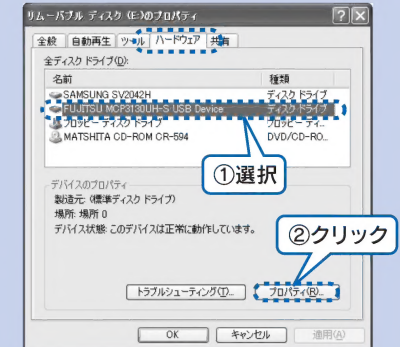 リムーバブル ディスク (E:)のプロパティ
全般 自動再生 ツール ハードウェア 共有
全ディスク ドライブ(D):
名前 種類
SAMSUNG SV2042H ディスク ドライブ
FUJITSU MCP3130UH-S USB Device ディスク ドライブ
フロッピー ディスク ドライブ フロッピー ディ...
MATSHITA CD-ROM CR-594 DVD/CD-RO...
①選択
デバイスのプロパティ
製造元: (標準ディスク ドライブ)
場所: 場所 0
デバイス状態: このデバイスは正常に動作しています。
②クリック
トラブルシューティング(T)... プロパティ(R)...
OK キャンセル 適用(A)